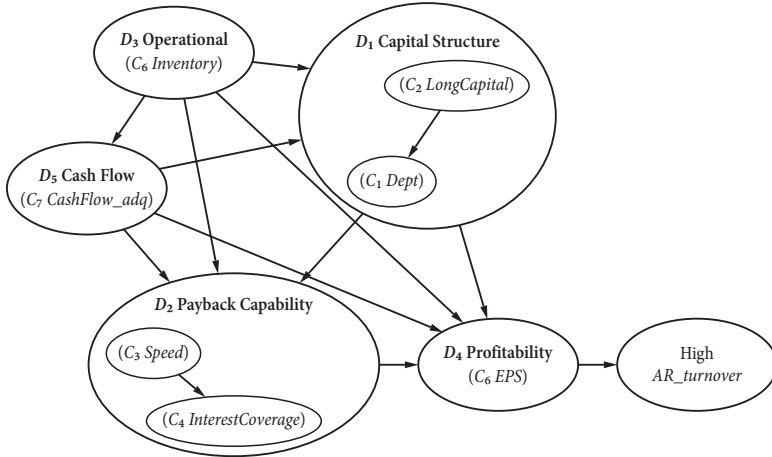 D₃ Operational
(C₆ Inventory)
D₁ Capital Structure
(C₂ LongCapital)
(C₁ Dept)
D₅ Cash Flow
(C₇ CashFlow_adq)
D₂ Payback Capability
(C₃ Speed)
(C₄ InterestCoverage)
D₄ Profitability
(C₆ EPS)
High
AR_turnover